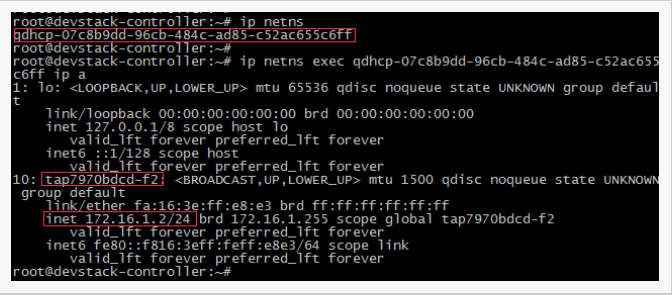 root@devstack-controller:~# ip netns
qdhcp-07c8b9dd-96cb-484c-ad85-c52ac655c6ff
root@devstack-controller:~#
root@devstack-controller:~# ip netns exec qdhcp-07c8b9dd-96cb-484c-ad85-c52ac655
c6ff ip a
1: lo: <LOOPBACK,UP,LOWER_UP> mtu 65536 qdisc noqueue state UNKNOWN group defaul
t
link/loopback 00:00:00:00:00:00 brd 00:00:00:00:00:00
inet 127.0.0.1/8 scope host lo
valid_lft forever preferred_lft forever
inet6 ::1/128 scope host
valid_lft forever preferred_lft forever
10: tap7970bdcd-f2: <BROADCAST,UP,LOWER_UP> mtu 1500 qdisc noqueue state UNKNOWN
group default
link/ether fa:16:3e:ff:e8:e3 brd ff:ff:ff:ff:ff:ff
inet 172.16.1.2/24 brd 172.16.1.255 scope global tap7970bdcd-f2
valid_lft forever preferred_lft forever
inet6 fe80::f816:3eff:feff:e8e3/64 scope link
valid_lft forever preferred_lft forever
root@devstack-controller:~#